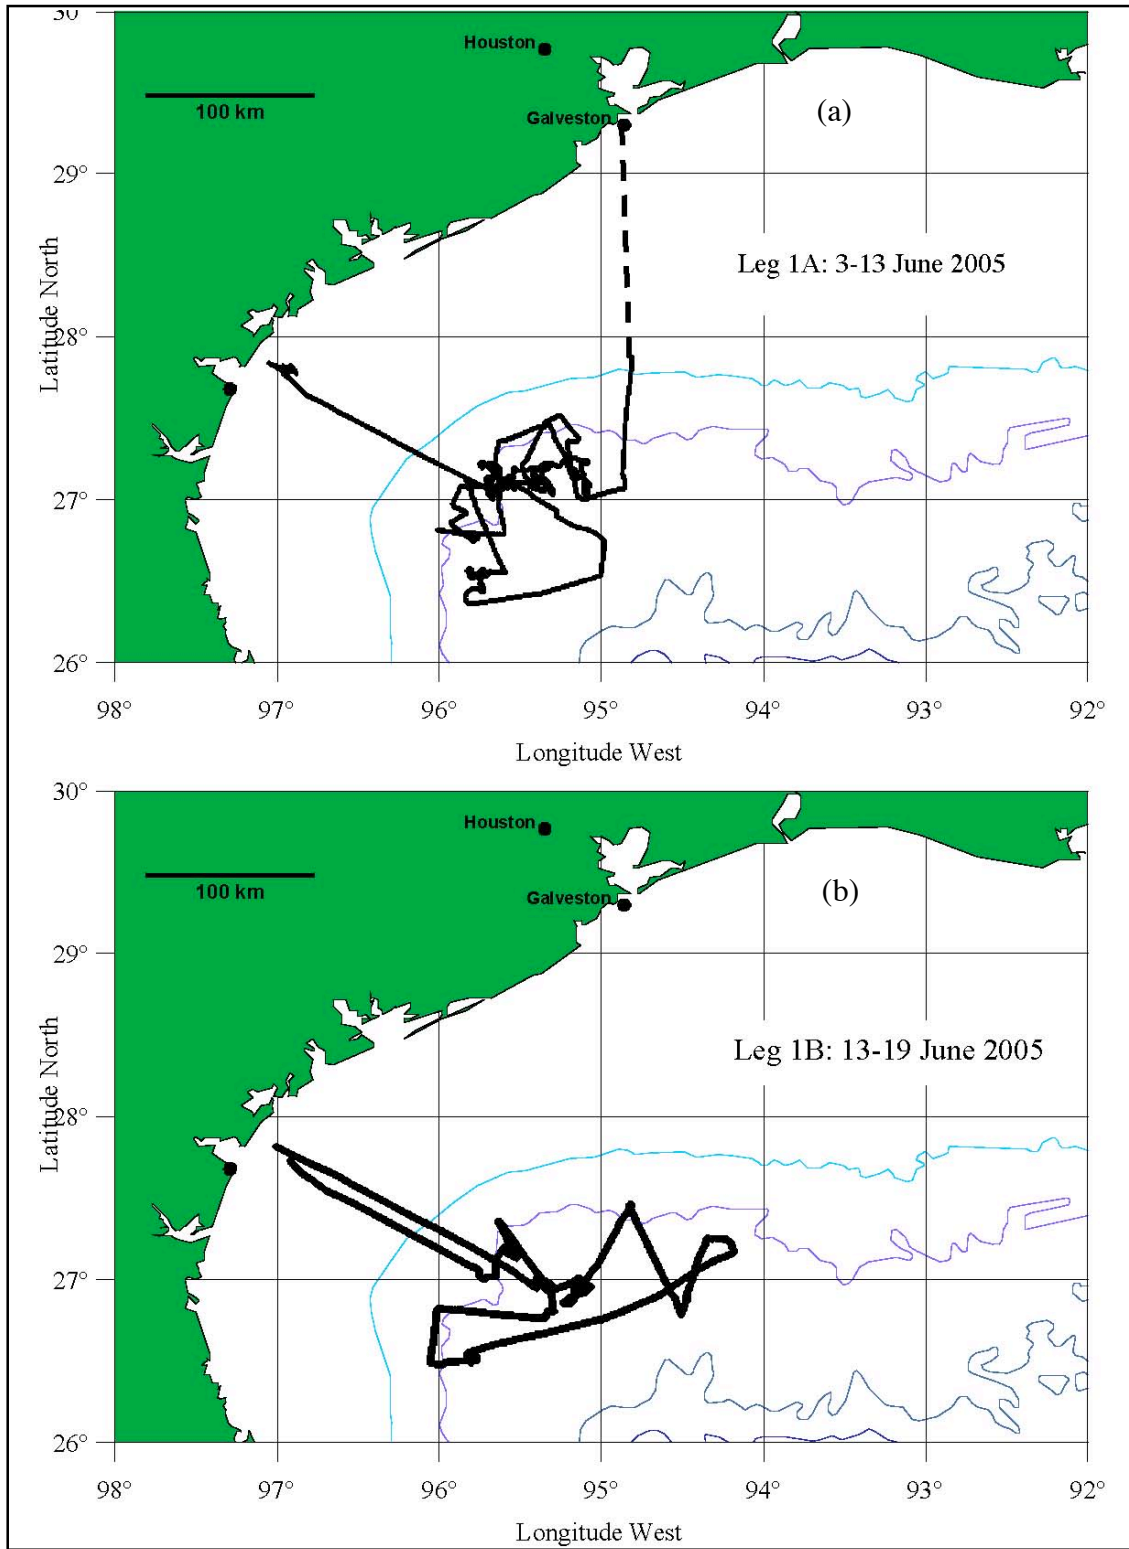 30°
Houston
100 km
(a)
Galveston
29°
Leg 1A: 3-13 June 2005
Latitude North
28°
27°
26°
98° 97° 96° 95° 94° 93° 92°
Longitude West
30°
Houston
100 km
(b)
Galveston
29°
Leg 1B: 13-19 June 2005
Latitude North
28°
27°
26°
98° 97° 96° 95° 94° 93° 92°
Longitude West